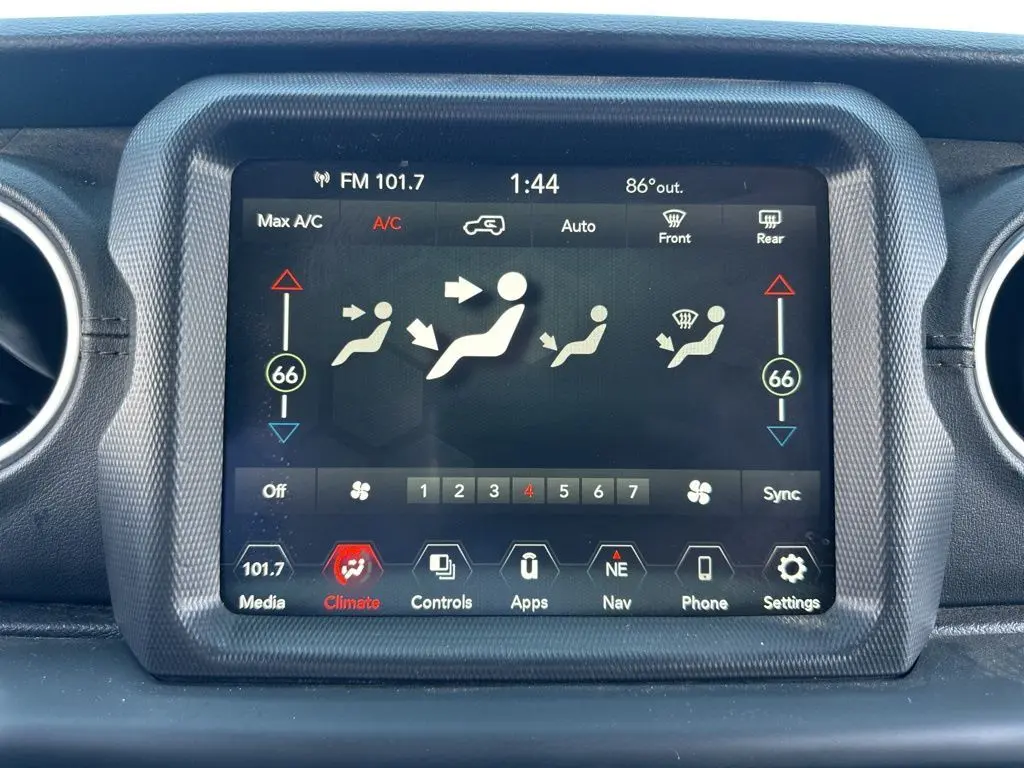 FM 101.7 1:44 86°out.
Max A/C A/C Auto Front Rear
66 66
Off 1 2 3 4 5 6 7 Sync
101.7 NE
Media Climate Controls Apps Nav Phone Settings